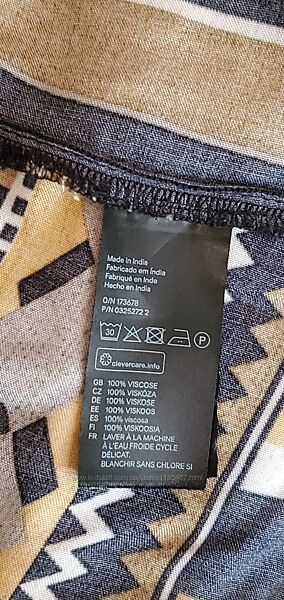 Made in India
Fabricado em Índia
Fabriqué en Inde
Hecho en India
O/N 173678
P/N 0325272 2
30 P
clevercare.info
GB 100% VISCOSE
CZ 100% VISKÓZA
DE 100% VISKOSE
EE 100% VISKOOS
ES 100% viscosa
FI 100% VISKOOSIA
FR LAVER À LA MACHINE
À L'EAU FROIDE CYCLE
DÉLICAT.
BLANCHIR SANS CHLORE SI